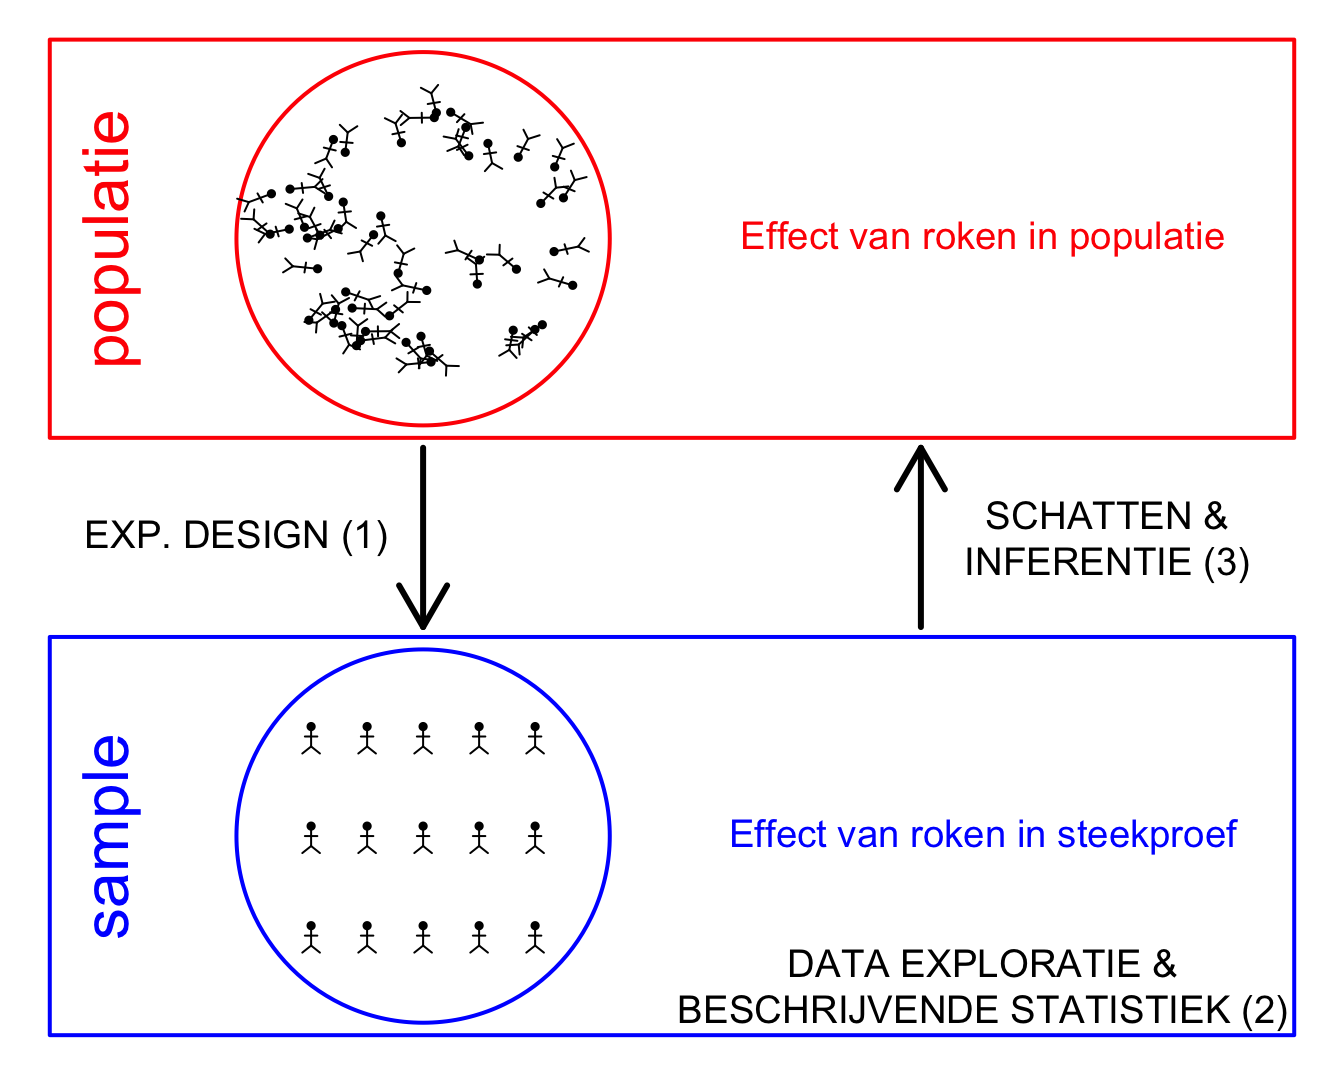 populatie
Effect van roken in populatie
EXP. DESIGN (1)
SCHATTEN &
INFERENTIE (3)
sample
Effect van roken in steekproef
DATA EXPLORATIE &
BESCHRIJVENDE STATISTIEK (2)